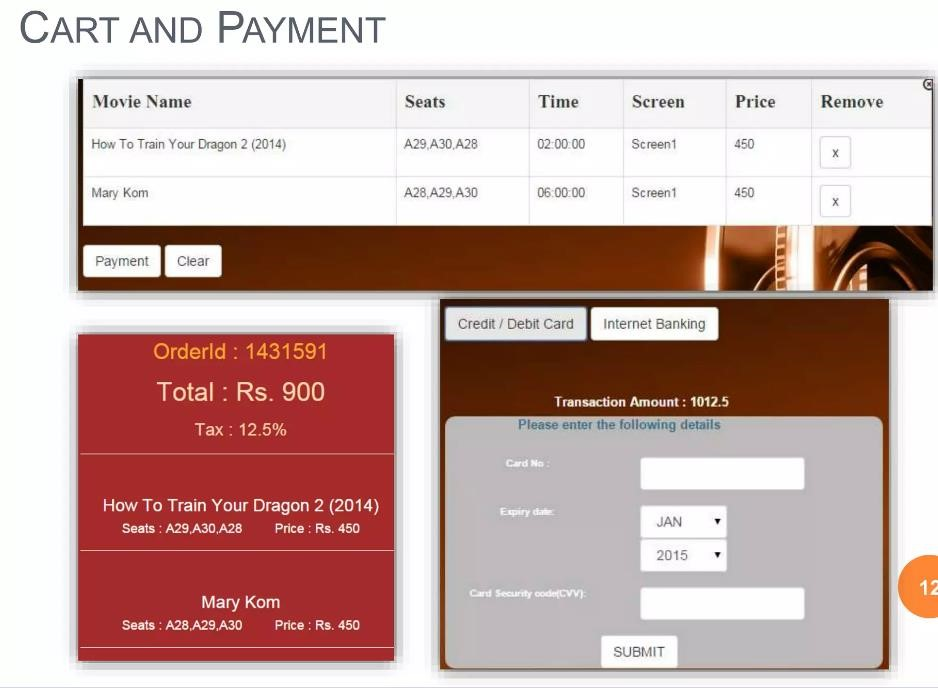 CART AND PAYMENT
Movie Name Seats Time Screen Price Remove
How To Train Your Dragon 2 (2014) A29,A30,A28 02:00:00 Screen1 450 x
Mary Kom A28,A29,A30 06:00:00 Screen1 450 x
Payment Clear
OrderId : 1431591
Total : Rs. 900
Tax : 12.5%
How To Train Your Dragon 2 (2014)
Seats : A29,A30,A28 Price : Rs. 450
Mary Kom
Seats : A28,A29,A30 Price : Rs. 450
Credit / Debit Card Internet Banking
Transaction Amount : 1012.5
Please enter the following details
Card No :
Expiry date: JAN
2015
Card Security code(CVV):
SUBMIT
12